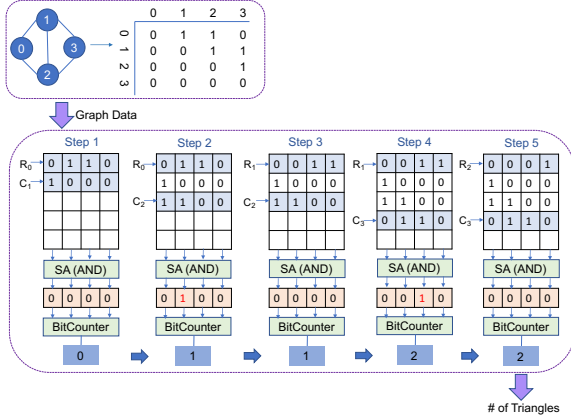 1
0
3
2
0 1 2 3
0 0 1 1 0
1 0 0 1 1
2 0 0 0 1
3 0 0 0 0
Graph Data
Step 1
R0 0 1 1 0
C1 1 0 0 0
SA (AND)
0 0 0 0
BitCounter
0
Step 2
R0 0 1 1 0
1 0 0 0
C2 1 1 0 0
SA (AND)
0 1 0 0
BitCounter
1
Step 3
R1 0 0 1 1
1 0 0 0
C2 1 1 0 0
SA (AND)
0 0 0 0
BitCounter
1
Step 4
R1 0 0 1 1
1 0 0 0
1 1 0 0
C3 0 1 1 0
SA (AND)
0 0 1 0
BitCounter
2
Step 5
R2 0 0 0 1
1 0 0 0
1 1 0 0
C3 0 1 1 0
SA (AND)
0 0 0 0
BitCounter
2
# of Triangles